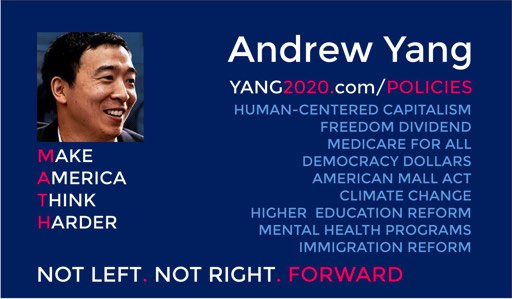 Andrew Yang
YANG2020.com/POLICIES
HUMAN-CENTERED CAPITALISM
FREEDOM DIVIDEND
MEDICARE FOR ALL
DEMOCRACY DOLLARS
AMERICAN MALL ACT
CLIMATE CHANGE
HIGHER EDUCATION REFORM
MENTAL HEALTH PROGRAMS
IMMIGRATION REFORM
MAKE
AMERICA
THINK
HARDER
NOT LEFT. NOT RIGHT. FORWARD